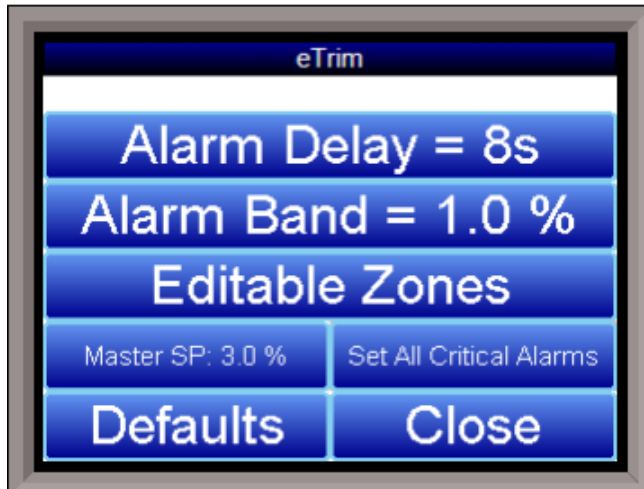 eTrim
Alarm Delay = 8s
Alarm Band = 1.0 %
Editable Zones
Master SP: 3.0 %
Set All Critical Alarms
Defaults
Close